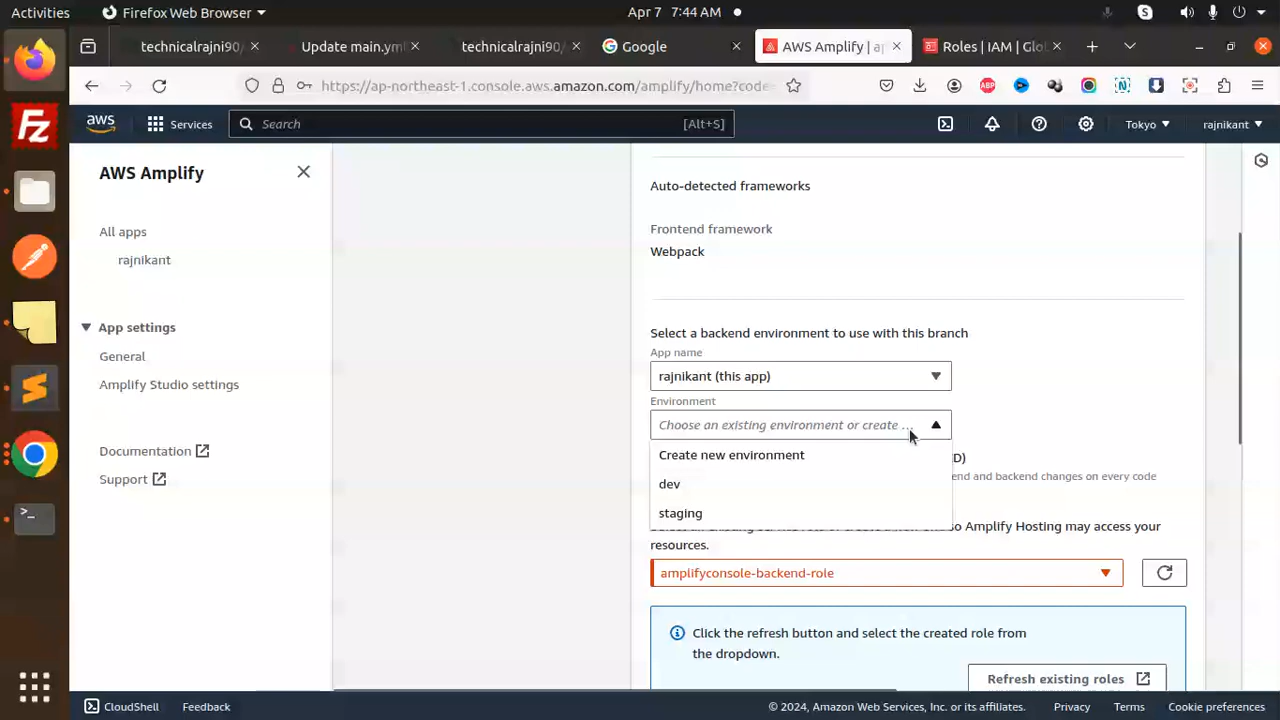 Activities
Firefox Web Browser
Apr 7 7:44 AM
technicalrajni90/
Update main.yml
technicalrajni90/
Google
AWS Amplify | ap
Roles | IAM | Glob
https://ap-northeast-1.console.aws.amazon.com/amplify/home?code
aws
Services
Search
[Alt+S]
Tokyo
rajnikant
AWS Amplify
All apps
rajnikant
App settings
General
Amplify Studio settings
Documentation
Support
Auto-detected frameworks
Frontend framework
Webpack
Select a backend environment to use with this branch
App name
rajnikant (this app)
Environment
Choose an existing environment or create ...
Create new environment
dev
staging
D)
end and backend changes on every code
so Amplify Hosting may access your
resources.
amplifyconsole-backend-role
Click the refresh button and select the created role from
the dropdown.
Refresh existing roles
CloudShell
Feedback
© 2024, Amazon Web Services, Inc. or its affiliates.
Privacy
Terms
Cookie preferences